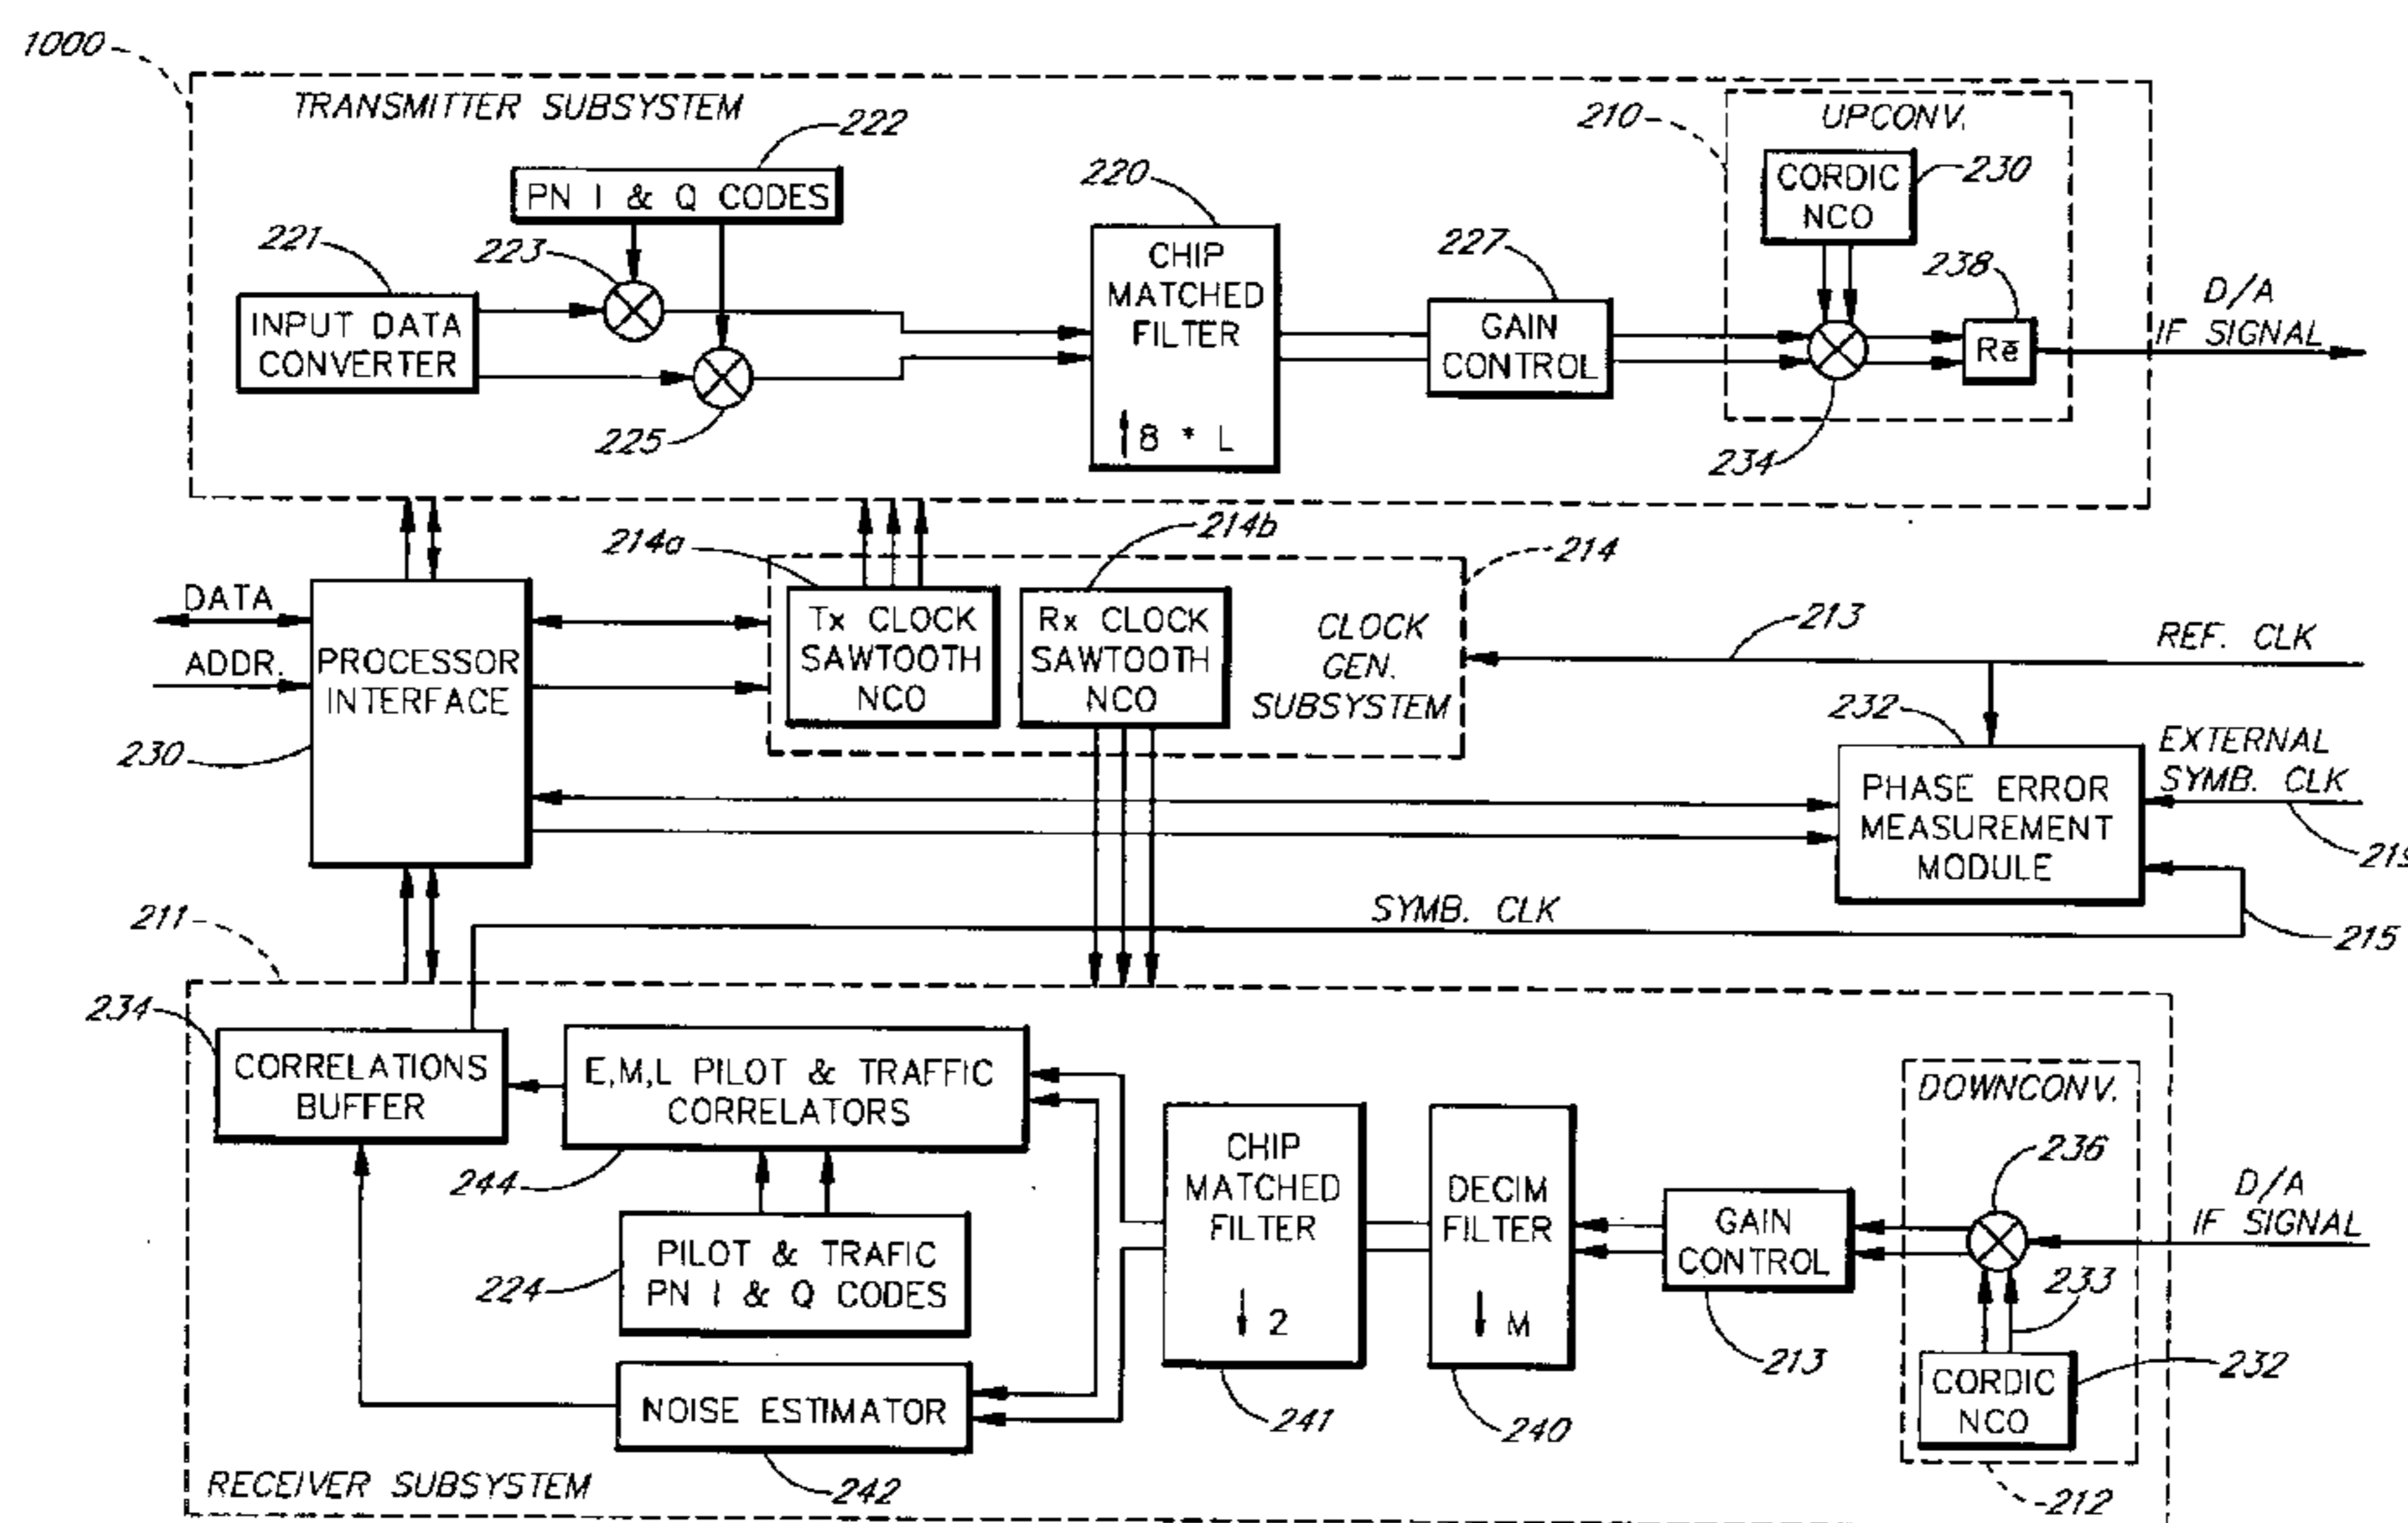 1000
TRANSMITTER SUBSYSTEM
222
PN I & Q CODES
221
223
INPUT DATA
CONVERTER
225
220
CHIP
MATCHED
FILTER
8 * L
227
GAIN
CONTROL
210
UPCONV.
CORDIC
NCO
230
238
Re
234
D/A
IF SIGNAL
214a
214b
214
DATA
ADDR.
PROCESSOR
INTERFACE
230
Tx CLOCK
SAWTOOTH
NCO
Rx CLOCK
SAWTOOTH
NCO
CLOCK
GEN.
SUBSYSTEM
213
REF. CLK
232
PHASE ERROR
MEASUREMENT
MODULE
EXTERNAL
SYMB. CLK
SYMB. CLK
215
211
234
CORRELATIONS
BUFFER
E,M,L PILOT & TRAFFIC
CORRELATORS
244
PILOT & TRAFIC
PN I & Q CODES
224
NOISE ESTIMATOR
242
CHIP
MATCHED
FILTER
2
241
DECIM
FILTER
M
240
GAIN
CONTROL
213
DOWNCONV.
236
233
CORDIC
NCO
232
212
D/A
IF SIGNAL
RECEIVER SUBSYSTEM